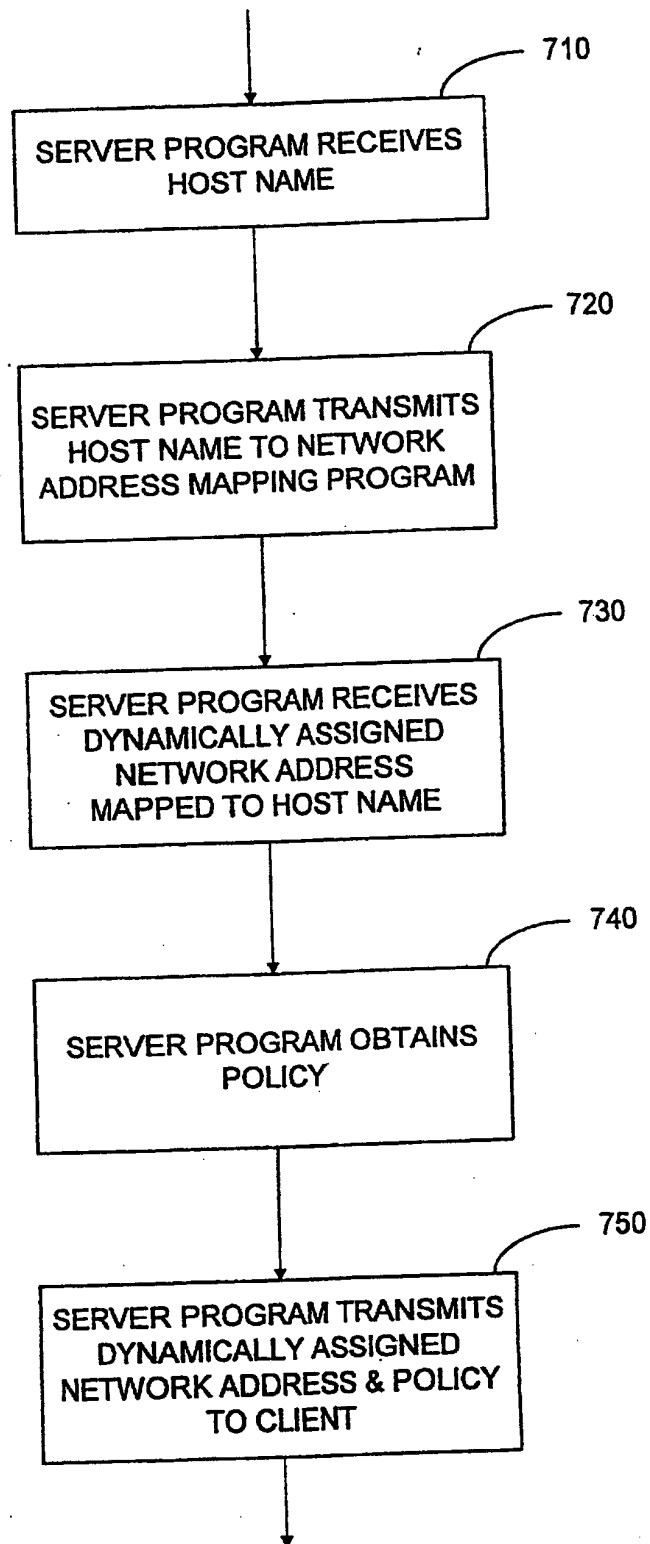 710
SERVER PROGRAM RECEIVES
HOST NAME
720
SERVER PROGRAM TRANSMITS
HOST NAME TO NETWORK
ADDRESS MAPPING PROGRAM
730
SERVER PROGRAM RECEIVES
DYNAMICALLY ASSIGNED
NETWORK ADDRESS
MAPPED TO HOST NAME
740
SERVER PROGRAM OBTAINS
POLICY
750
SERVER PROGRAM TRANSMITS
DYNAMICALLY ASSIGNED
NETWORK ADDRESS & POLICY
TO CLIENT